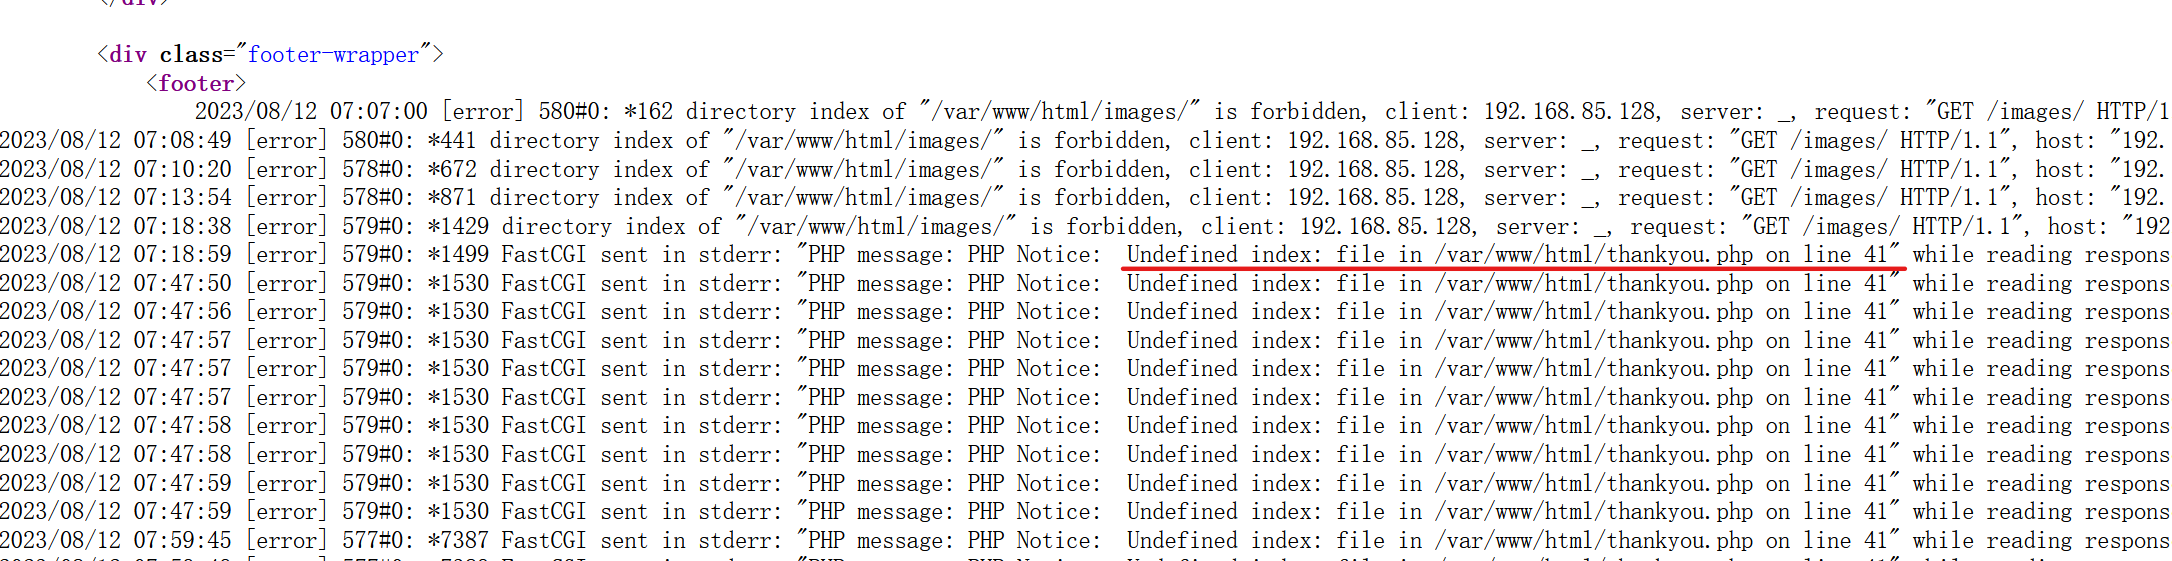 </div>
<div class="footer-wrapper">
<footer>
2023/08/12 07:07:00 [error] 580#0: *162 directory index of "/var/www/html/images/" is forbidden, client: 192.168.85.128, server: _, request: "GET /images/ HTTP/1
2023/08/12 07:08:49 [error] 580#0: *441 directory index of "/var/www/html/images/" is forbidden, client: 192.168.85.128, server: _, request: "GET /images/ HTTP/1.1", host: "192.
2023/08/12 07:10:20 [error] 578#0: *672 directory index of "/var/www/html/images/" is forbidden, client: 192.168.85.128, server: _, request: "GET /images/ HTTP/1.1", host: "192.
2023/08/12 07:13:54 [error] 578#0: *871 directory index of "/var/www/html/images/" is forbidden, client: 192.168.85.128, server: _, request: "GET /images/ HTTP/1.1", host: "192.
2023/08/12 07:18:38 [error] 579#0: *1429 directory index of "/var/www/html/images/" is forbidden, client: 192.168.85.128, server: _, request: "GET /images/ HTTP/1.1", host: "192
2023/08/12 07:18:59 [error] 579#0: *1499 FastCGI sent in stderr: "PHP message: PHP Notice:  Undefined index: file in /var/www/html/thankyou.php on line 41" while reading respons
2023/08/12 07:47:50 [error] 579#0: *1530 FastCGI sent in stderr: "PHP message: PHP Notice:  Undefined index: file in /var/www/html/thankyou.php on line 41" while reading respons
2023/08/12 07:47:56 [error] 579#0: *1530 FastCGI sent in stderr: "PHP message: PHP Notice:  Undefined index: file in /var/www/html/thankyou.php on line 41" while reading respons
2023/08/12 07:47:57 [error] 579#0: *1530 FastCGI sent in stderr: "PHP message: PHP Notice:  Undefined index: file in /var/www/html/thankyou.php on line 41" while reading respons
2023/08/12 07:47:57 [error] 579#0: *1530 FastCGI sent in stderr: "PHP message: PHP Notice:  Undefined index: file in /var/www/html/thankyou.php on line 41" while reading respons
2023/08/12 07:47:57 [error] 579#0: *1530 FastCGI sent in stderr: "PHP message: PHP Notice:  Undefined index: file in /var/www/html/thankyou.php on line 41" while reading respons
2023/08/12 07:47:58 [error] 579#0: *1530 FastCGI sent in stderr: "PHP message: PHP Notice:  Undefined index: file in /var/www/html/thankyou.php on line 41" while reading respons
2023/08/12 07:47:58 [error] 579#0: *1530 FastCGI sent in stderr: "PHP message: PHP Notice:  Undefined index: file in /var/www/html/thankyou.php on line 41" while reading respons
2023/08/12 07:47:59 [error] 579#0: *1530 FastCGI sent in stderr: "PHP message: PHP Notice:  Undefined index: file in /var/www/html/thankyou.php on line 41" while reading respons
2023/08/12 07:47:59 [error] 579#0: *1530 FastCGI sent in stderr: "PHP message: PHP Notice:  Undefined index: file in /var/www/html/thankyou.php on line 41" while reading respons
2023/08/12 07:59:45 [error] 577#0: *7387 FastCGI sent in stderr: "PHP message: PHP Notice:  Undefined index: file in /var/www/html/thankyou.php on line 41" while reading respons